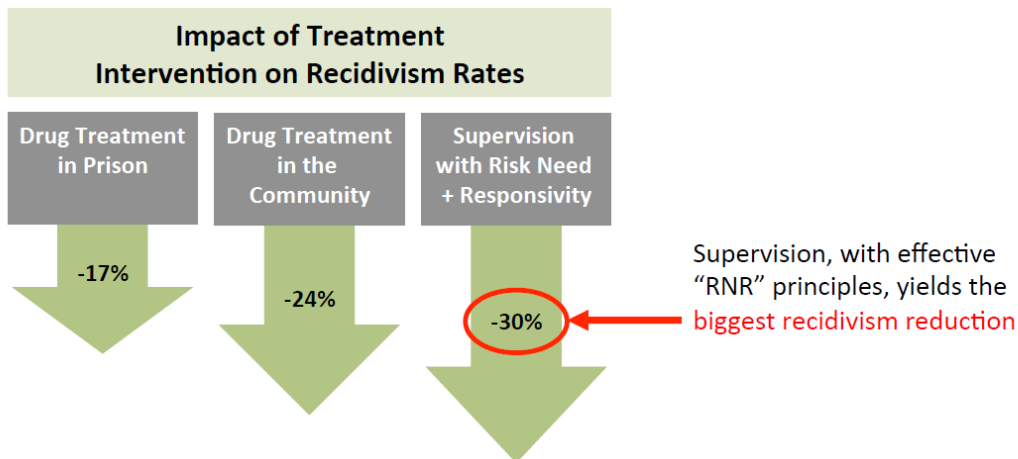 Impact of Treatment
Intervention on Recidivism Rates
Drug Treatment
in Prison
Drug Treatment
in the
Community
Supervision
with Risk Need
+ Responsivity
-17%
-24%
-30%
Supervision, with effective
“RNR” principles, yields the
biggest recidivism reduction